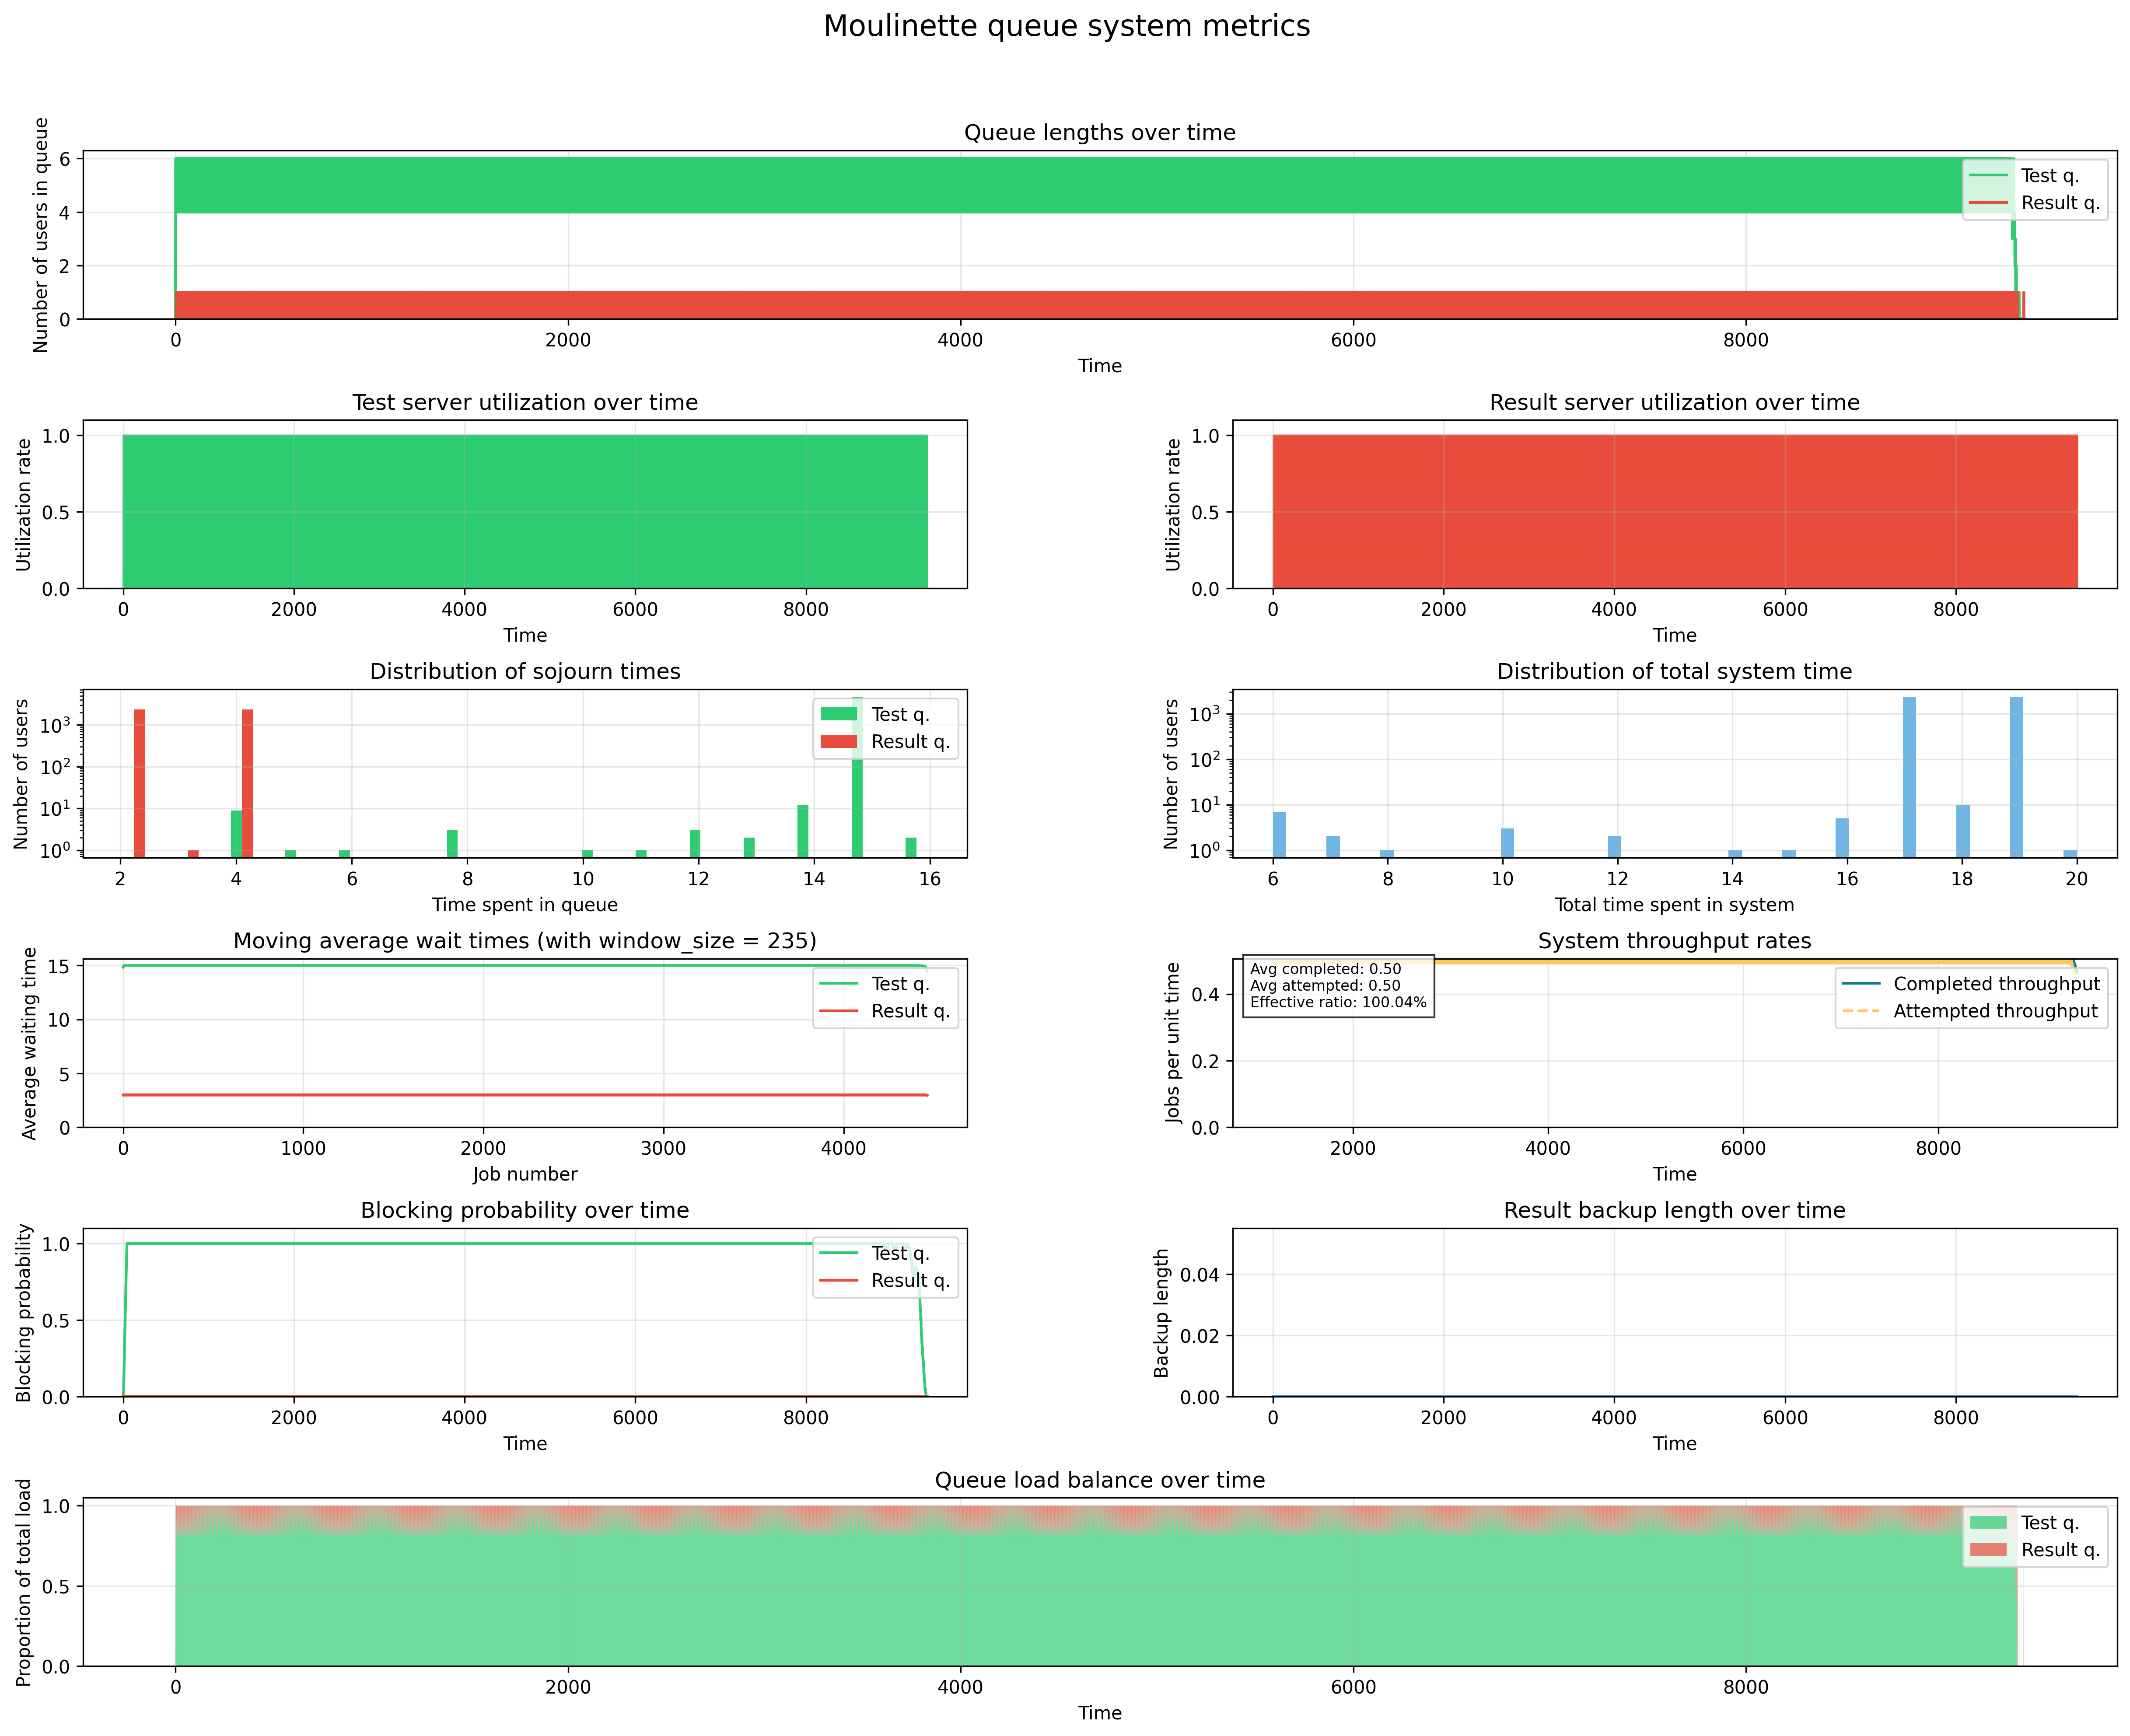 Moulinette queue system metrics
Queue lengths over time
Number of users in queue
6
4
2
0
Test q.
Result q.
0 2000 4000 6000 8000
Time
Test server utilization over time
Utilization rate
1.0
0.5
0.0
0 2000 4000 6000 8000
Time
Result server utilization over time
Utilization rate
1.0
0.5
0.0
0 2000 4000 6000 8000
Time
Distribution of sojourn times
Number of users
10³
10²
10¹
10⁰
Test q.
Result q.
2 4 6 8 10 12 14 16
Time spent in queue
Distribution of total system time
Number of users
10³
10²
10¹
10⁰
6 8 10 12 14 16 18 20
Total time spent in system
Moving average wait times (with window_size = 235)
Average waiting time
15
10
5
0
Test q.
Result q.
0 1000 2000 3000 4000
Job number
System throughput rates
Jobs per unit time
0.4
0.2
0.0
Avg completed: 0.50
Avg attempted: 0.50
Effective ratio: 100.04%
Completed throughput
Attempted throughput
2000 4000 6000 8000
Time
Blocking probability over time
Blocking probability
1.0
0.5
0.0
Test q.
Result q.
0 2000 4000 6000 8000
Time
Result backup length over time
Backup length
0.04
0.02
0.00
0 2000 4000 6000 8000
Time
Queue load balance over time
Proportion of total load
1.0
0.5
0.0
Test q.
Result q.
0 2000 4000 6000 8000
Time